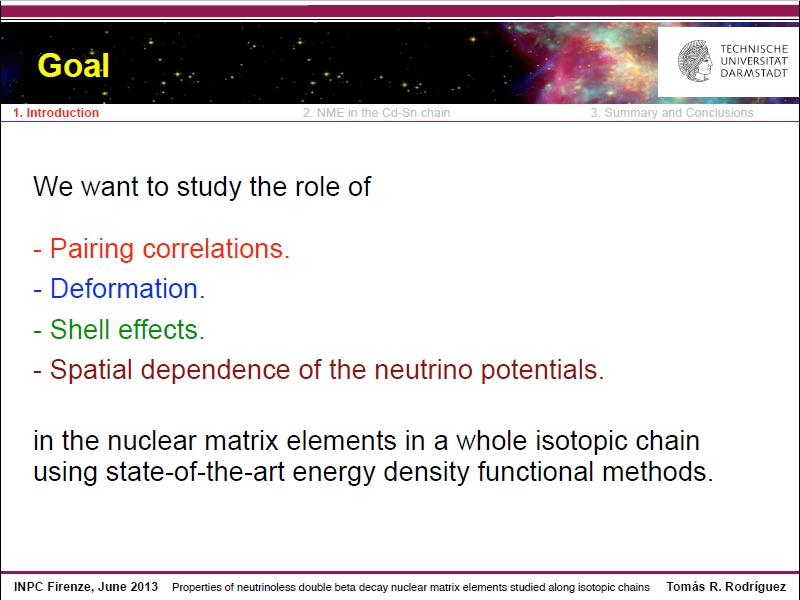 Goal
TECHNISCHE
UNIVERSITÄT
DARMSTADT
1. Introduction
2. NME in the Cd-Sn chain
3. Summary and Conclusions
We want to study the role of
- Pairing correlations.
- Deformation.
- Shell effects.
- Spatial dependence of the neutrino potentials.
in the nuclear matrix elements in a whole isotopic chain
using state-of-the-art energy density functional methods.
INPC Firenze, June 2013
Properties of neutrinoless double beta decay nuclear matrix elements studied along isotopic chains
Tomás R. Rodríguez